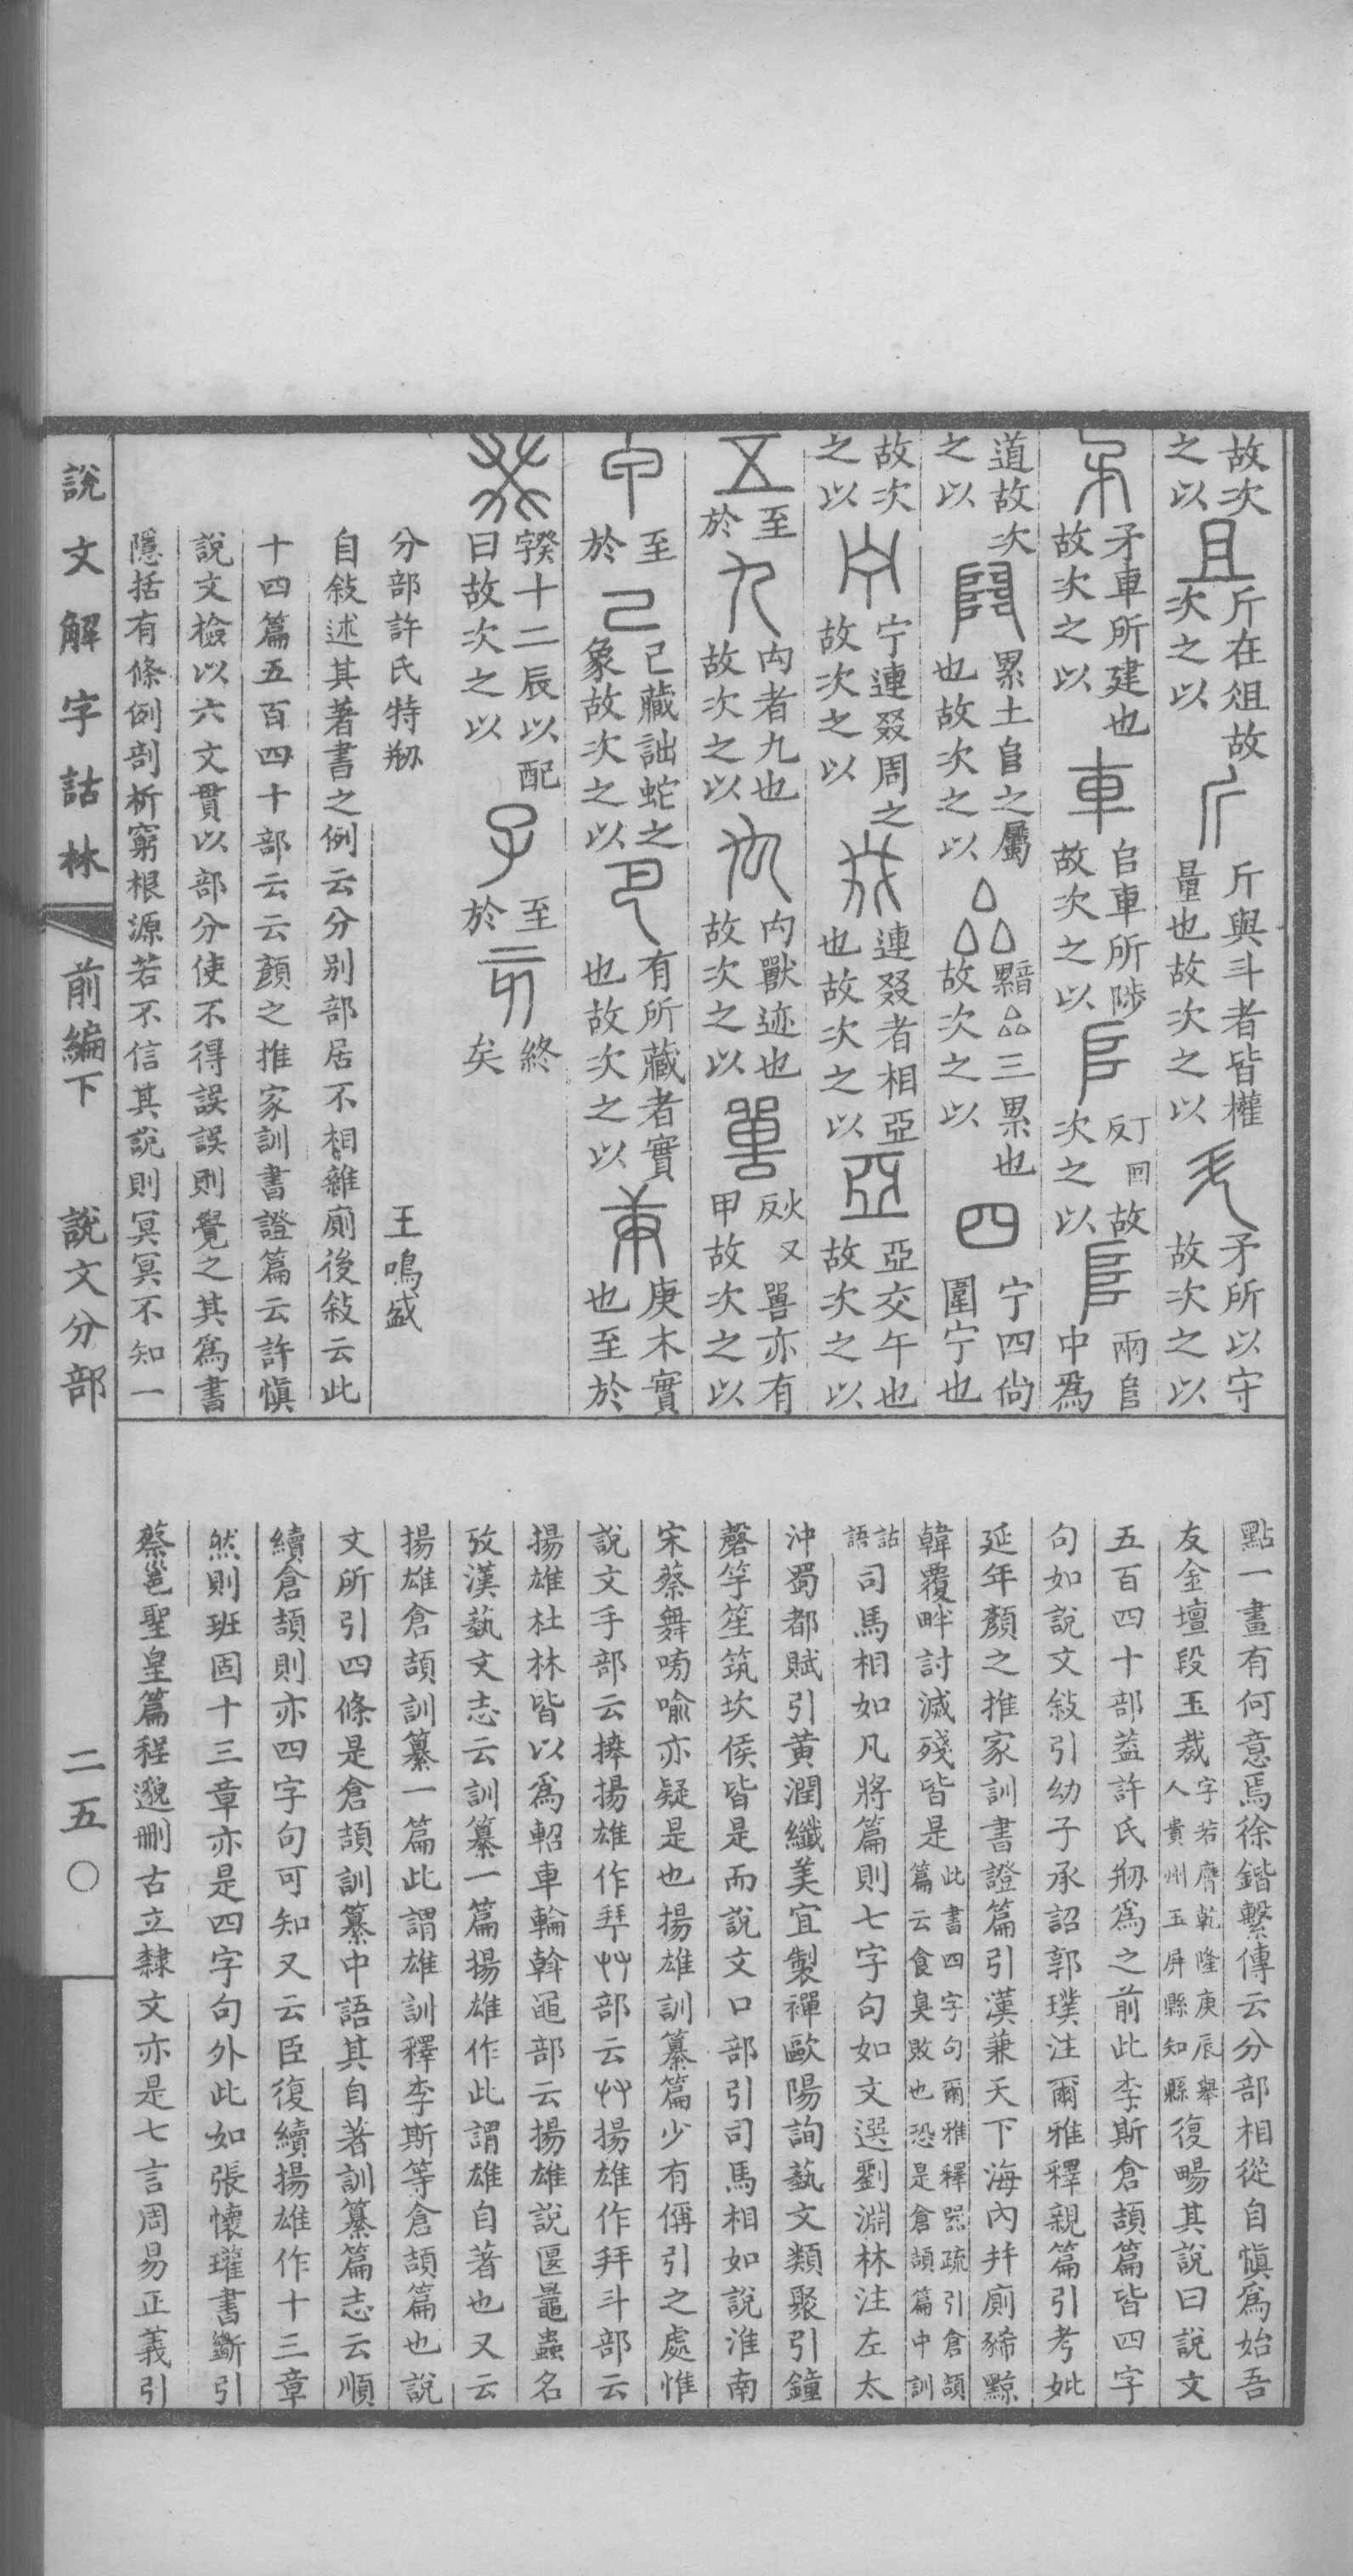 故次之以且斤在俎故次之以斤斤與斗者皆權量也故次之以矛矛所以守故次之以
矛車所建也故次之以車𠂤車所陟故次之以𠂤次之以𨸏兩𨸏中爲
道故次之以𨺅累土𠂤之屬也故次之以厽黯厽三累也故次之以四宁四尙圍宁也
故次之以宁宁連叕周之故次之以叕連叕者相亞也故次之以亞亞交午也故次之以
五至於九禸者九也故次之以禸禸獸迹也故次之以嘼嘼亦有甲故次之以
甲至於己己藏詘蛇之象故次之以巴有所藏者實也故次之以庚庚木實也至於
癸癸十二辰以配日故次之以子至於亥終矣
分部許氏特剏　王鳴盛
自敍述其著書之例云分别部居不相雜廁後敍云此
十四篇五百四十部云云顔之推家訓書證篇云許愼
說文檢以六文貫以部分使不得誤誤則覺之其爲書
隱括有條例剖析窮根源若不信其說則冥冥不知一
點一畫有何意焉徐鍇繫傳云分部相從自愼爲始吾
友金壇段玉裁字若膺乾隆庚辰舉人貴州玉屏縣知縣復暢其說曰說文
五百四十部蓋許氏剏爲之前此李斯倉頡篇皆四字
句如說文敍引幼子承詔郭璞注爾雅釋親篇引考妣
延年顏之推家訓書證篇引漢兼天下海內幷廁豨黥
韓覆畔討滅殘皆是此書四字句爾雅釋器疏引倉頡篇云食臭敗也恐是倉頡篇中訓
詁語司馬相如凡將篇則七字句如文選劉淵林注左太
沖蜀都賦引黃潤纖美宜製禪歐陽詢藝文類聚引鐘
磬竽笙筑坎侯皆是而說文口部引司馬相如說淮南
宋蔡舞嗙喻亦疑是也揚雄訓纂篇少有偁引之處惟
說文手部云捧揚雄作拜艸部云艸揚雄作拜斗部云
揚雄杜林皆以爲軺車輪斡黽部云揚雄說匽鼂蟲名
攷漢藝文志云訓纂一篇揚雄作此謂雄自著也又云
揚雄倉頡訓纂一篇此謂雄訓釋李斯等倉頡篇也說
文所引四條是倉頡訓纂中語其自著訓纂篇志云順
續倉頡則亦四字句可知又云臣復續揚雄作十三章
然則班固十三章亦是四字句外此如張懷瓘書斷引
蔡邕聖皇篇程邈刪古立隸文亦是七言周易正義引
說文解字詁林　前編下　說文分部　二五〇